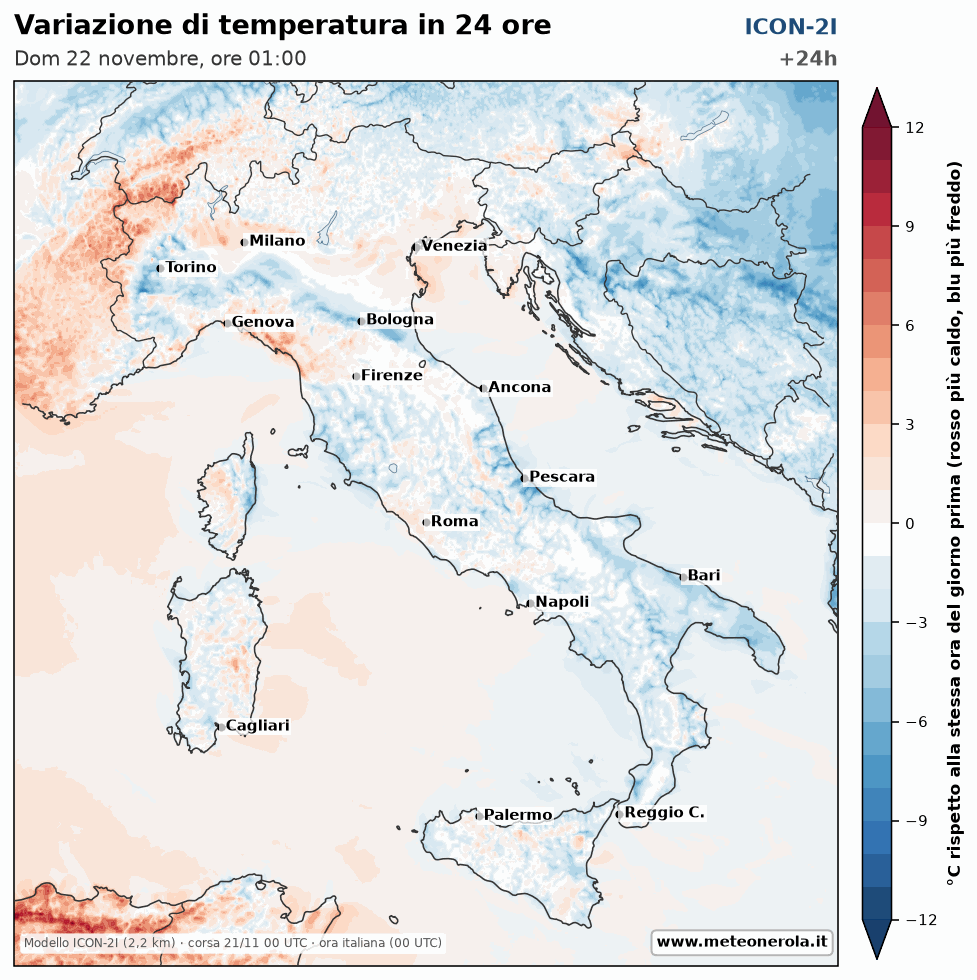 Variazione di temperatura in 24 ore
ICON-2I
Dom 22 novembre, ore 01:00
+24h
Milano
Venezia
Torino
Genova
Bologna
Firenze
Ancona
Pescara
Roma
Bari
Napoli
Cagliari
Palermo
Reggio C.
12
9
6
3
0
−3
−6
−9
−12
°C rispetto alla stessa ora del giorno prima (rosso più caldo, blu più freddo)
Modello ICON-2I (2,2 km) · corsa 21/11 00 UTC · ora italiana (00 UTC)
www.meteonerola.it